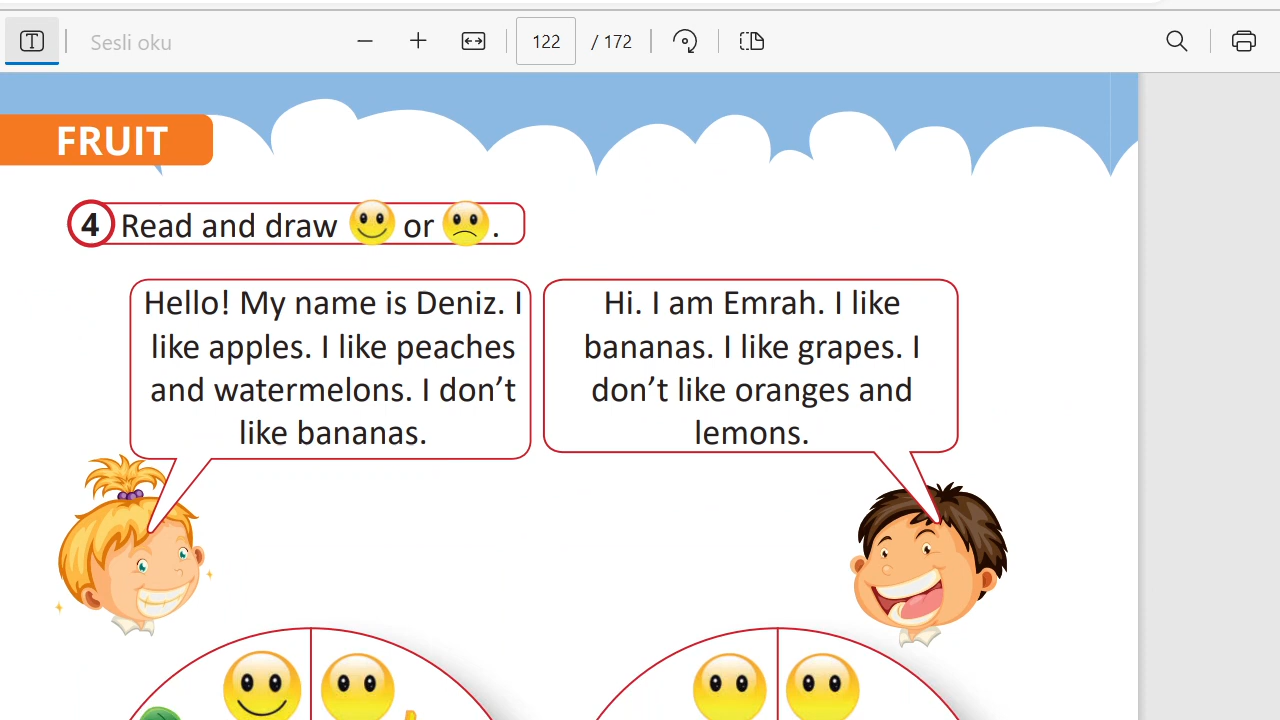 Sesli oku
122 / 172
FRUIT
4 Read and draw or .
Hello! My name is Deniz. I
like apples. I like peaches
and watermelons. I don’t
like bananas.
Hi. I am Emrah. I like
bananas. I like grapes. I
don’t like oranges and
lemons.